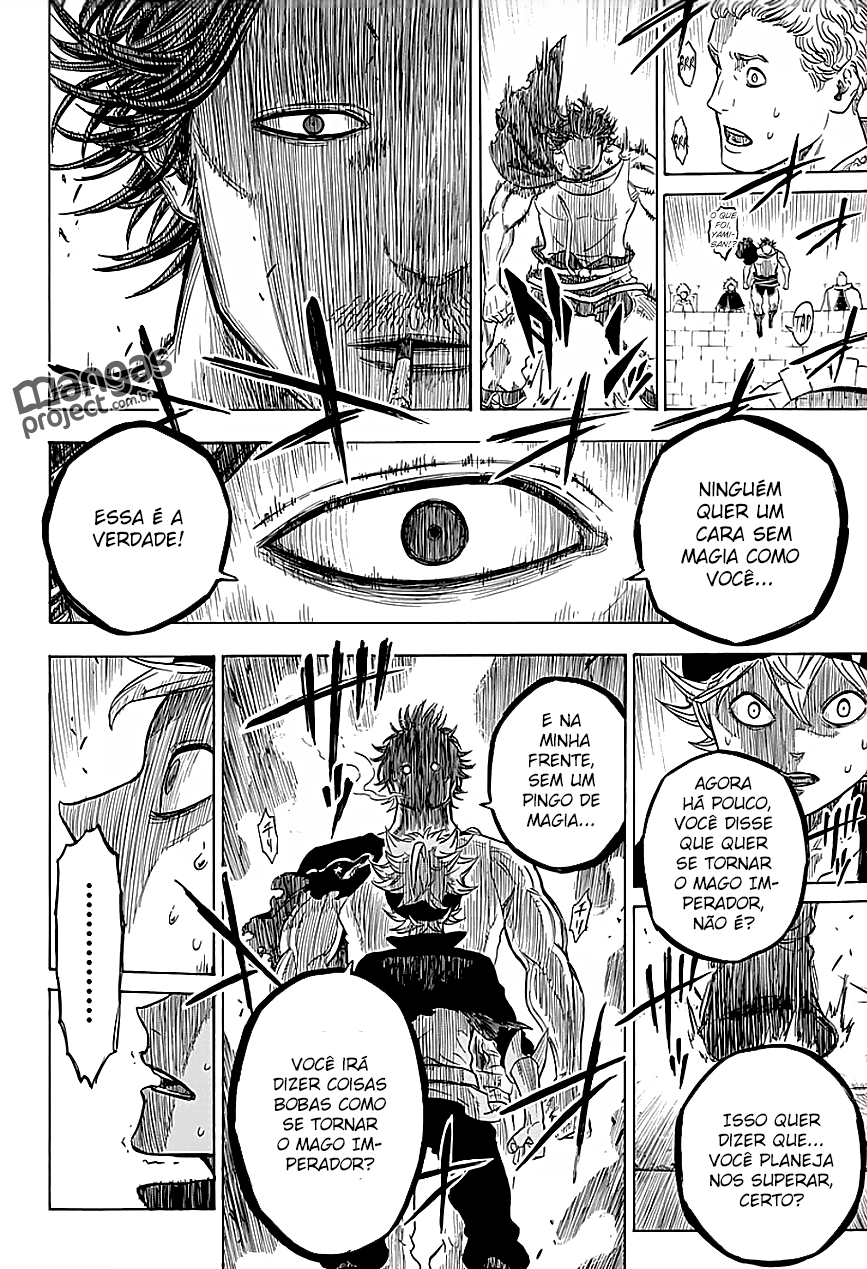 BRR
BRR
O QUE
FOI,
YAMI-
SAN!?
TAP
mangas
project.com.br
NINGUÉM
QUER UM
CARA SEM
MAGIA COMO
VOCÊ...
ESSA É A
VERDADE!
AGORA
HÁ POUCO,
VOCÊ DISSE
QUE QUER
SE TORNAR
O MAGO IM-
PERADOR,
NÃO É?
ISSO QUER
DIZER QUE...
VOCÊ PLANEJA
NOS SUPERAR,
CERTO?
E NA
MINHA
FRENTE,
SEM UM
PINGO DE
MAGIA...
VOCÊ IRÁ
DIZER COISAS
BOBAS COMO
SE TORNAR
O MAGO IM-
PERADOR?
.........